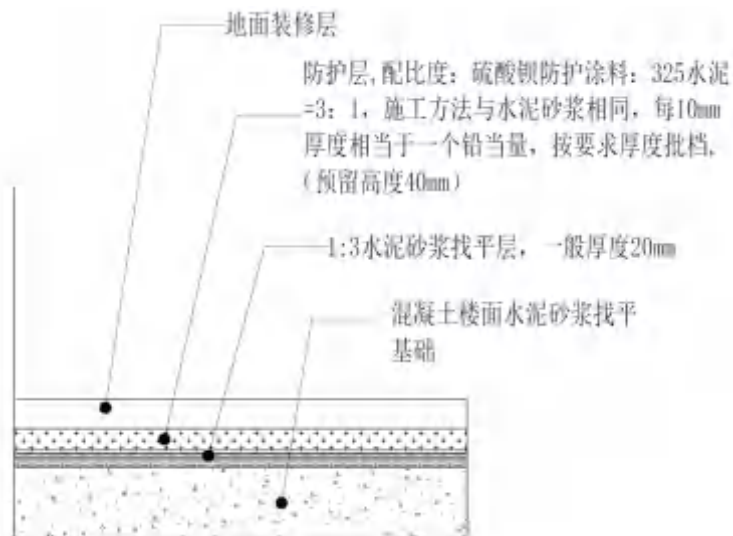 地面装修层
防护层,配比度：硫酸钡防护涂料：325水泥
=3：1，施工方法与水泥砂浆相同，每10mm
厚度相当于一个铅当量，按要求厚度批档,
(预留高度40mm)
1:3水泥砂浆找平层，一般厚度20mm
混凝土楼面水泥砂浆找平
基础